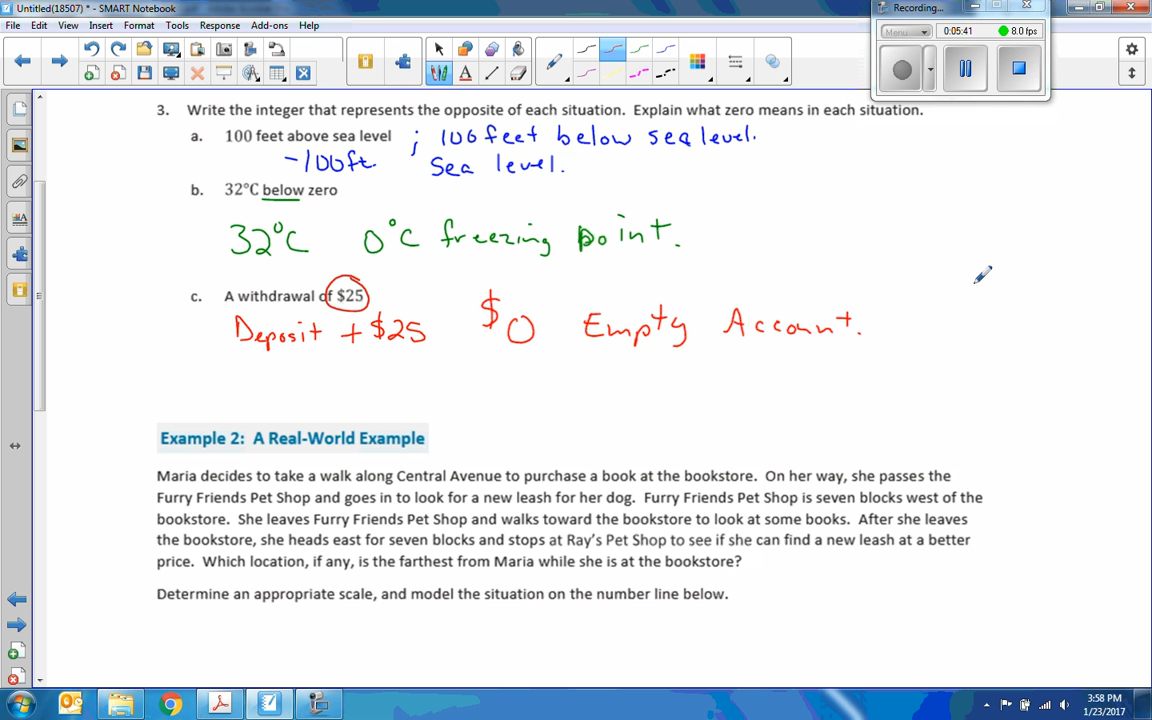 Untitled(18507) * - SMART Notebook
Recording...
File Edit View Insert Format Tools Response Add-ons Help
Menu 0:05:41 8.0 fps
3. Write the integer that represents the opposite of each situation. Explain what zero means in each situation.
a. 100 feet above sea level ; 100 feet below sea level.
-100ft. Sea level.
b. 32°C below zero
32°C 0°C freezing point.
c. A withdrawal of $25
Deposit + $25 $0 Empty Account.
Example 2: A Real-World Example
Maria decides to take a walk along Central Avenue to purchase a book at the bookstore. On her way, she passes the
Furry Friends Pet Shop and goes in to look for a new leash for her dog. Furry Friends Pet Shop is seven blocks west of the
bookstore. She leaves Furry Friends Pet Shop and walks toward the bookstore to look at some books. After she leaves
the bookstore, she heads east for seven blocks and stops at Ray's Pet Shop to see if she can find a new leash at a better
price. Which location, if any, is the farthest from Maria while she is at the bookstore?
Determine an appropriate scale, and model the situation on the number line below.
3:58 PM
1/23/2017